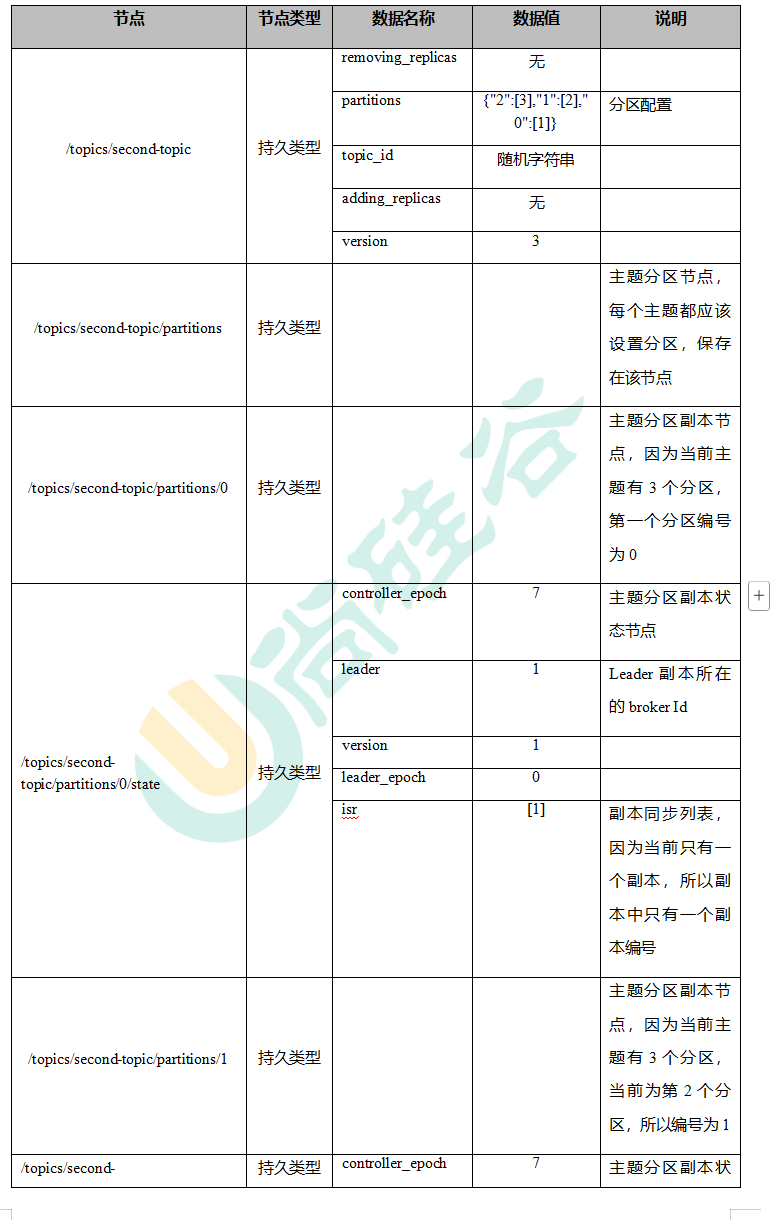 节点 节点类型 数据名称 数据值 说明
/topics/second-topic
持久类型
removing_replicas
无
partitions
{"2":[3],"1":[2],"
0":[1]}
分区配置
topic_id
随机字符串
adding_replicas
无
version
3
/topics/second-topic/partitions
持久类型
主题分区节点，
每个主题都应该
设置分区，保存
在该节点
/topics/second-topic/partitions/0
持久类型
主题分区副本节
点，因为当前主
题有 3 个分区，
第一个分区编号
为 0
/topics/second-
topic/partitions/0/state
持久类型
controller_epoch
7
主题分区副本状
态节点
leader
1
Leader 副本所在
的 broker Id
version
1
leader_epoch
0
isr
[1]
副本同步列表，
因为当前只有一
个副本，所以副
本中只有一个副
本编号
/topics/second-topic/partitions/1
持久类型
主题分区副本节
点，因为当前主
题有 3 个分区，
当前为第 2 个分
区，所以编号为 1
/topics/second-
持久类型
controller_epoch
7
主题分区副本状
尚硅谷